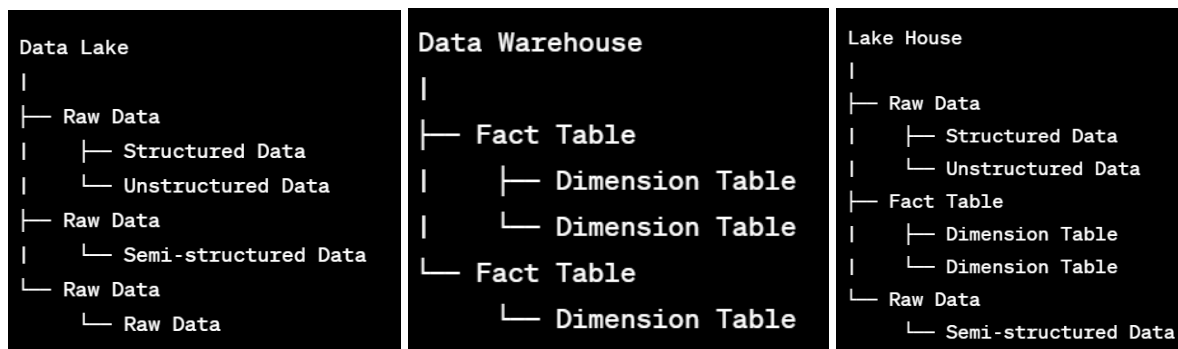 Data Lake
|
├── Raw Data
|    ├── Structured Data
|    └── Unstructured Data
├── Raw Data
|    └── Semi-structured Data
└── Raw Data
     └── Raw Data
Data Warehouse
|
├── Fact Table
|    ├── Dimension Table
|    └── Dimension Table
└── Fact Table
     └── Dimension Table
Lake House
|
├── Raw Data
|    ├── Structured Data
|    └── Unstructured Data
├── Fact Table
|    ├── Dimension Table
|    └── Dimension Table
└── Raw Data
     └── Semi-structured Data